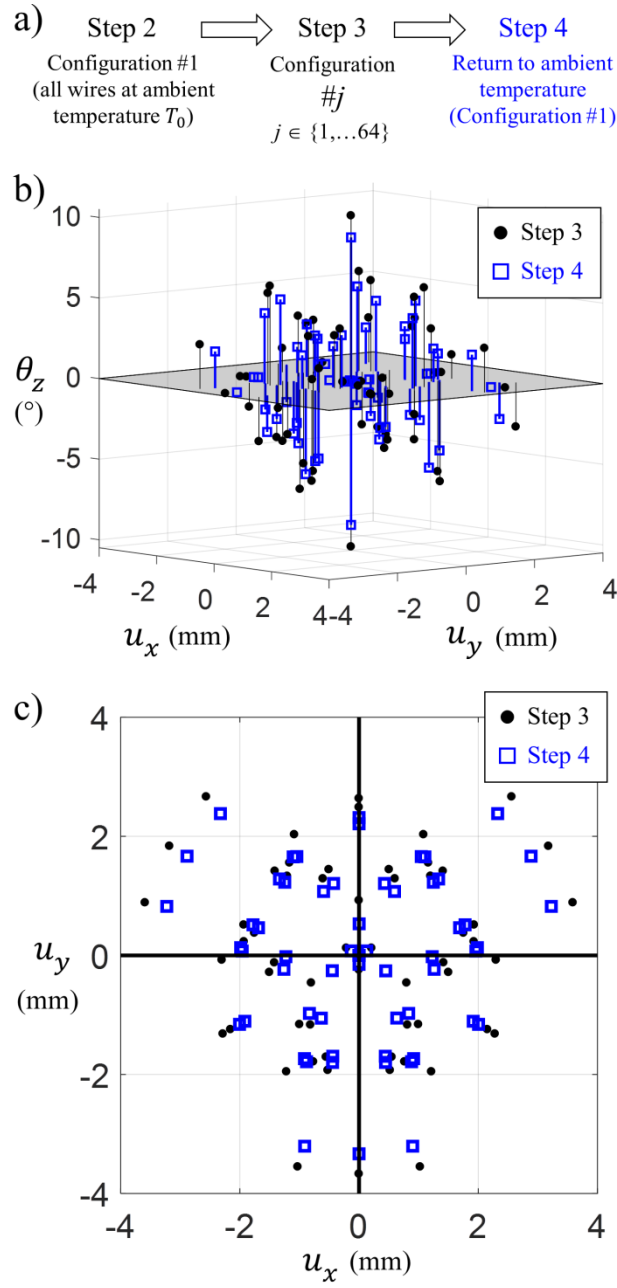 a)
Step 2
Step 3
Step 4
Configuration #1
(all wires at ambient
temperature T₀)
Configuration
#j
j ∈ {1,…64}
Return to ambient
temperature
(Configuration #1)
b)
10
5
0
-5
-10
θz
(°)
Step 3
Step 4
-4
-2
0
2
4
-4
-2
0
2
4
ux (mm)
uy (mm)
c)
4
2
0
-2
-4
uy
(mm)
Step 3
Step 4
-4
-2
0
2
4
ux (mm)